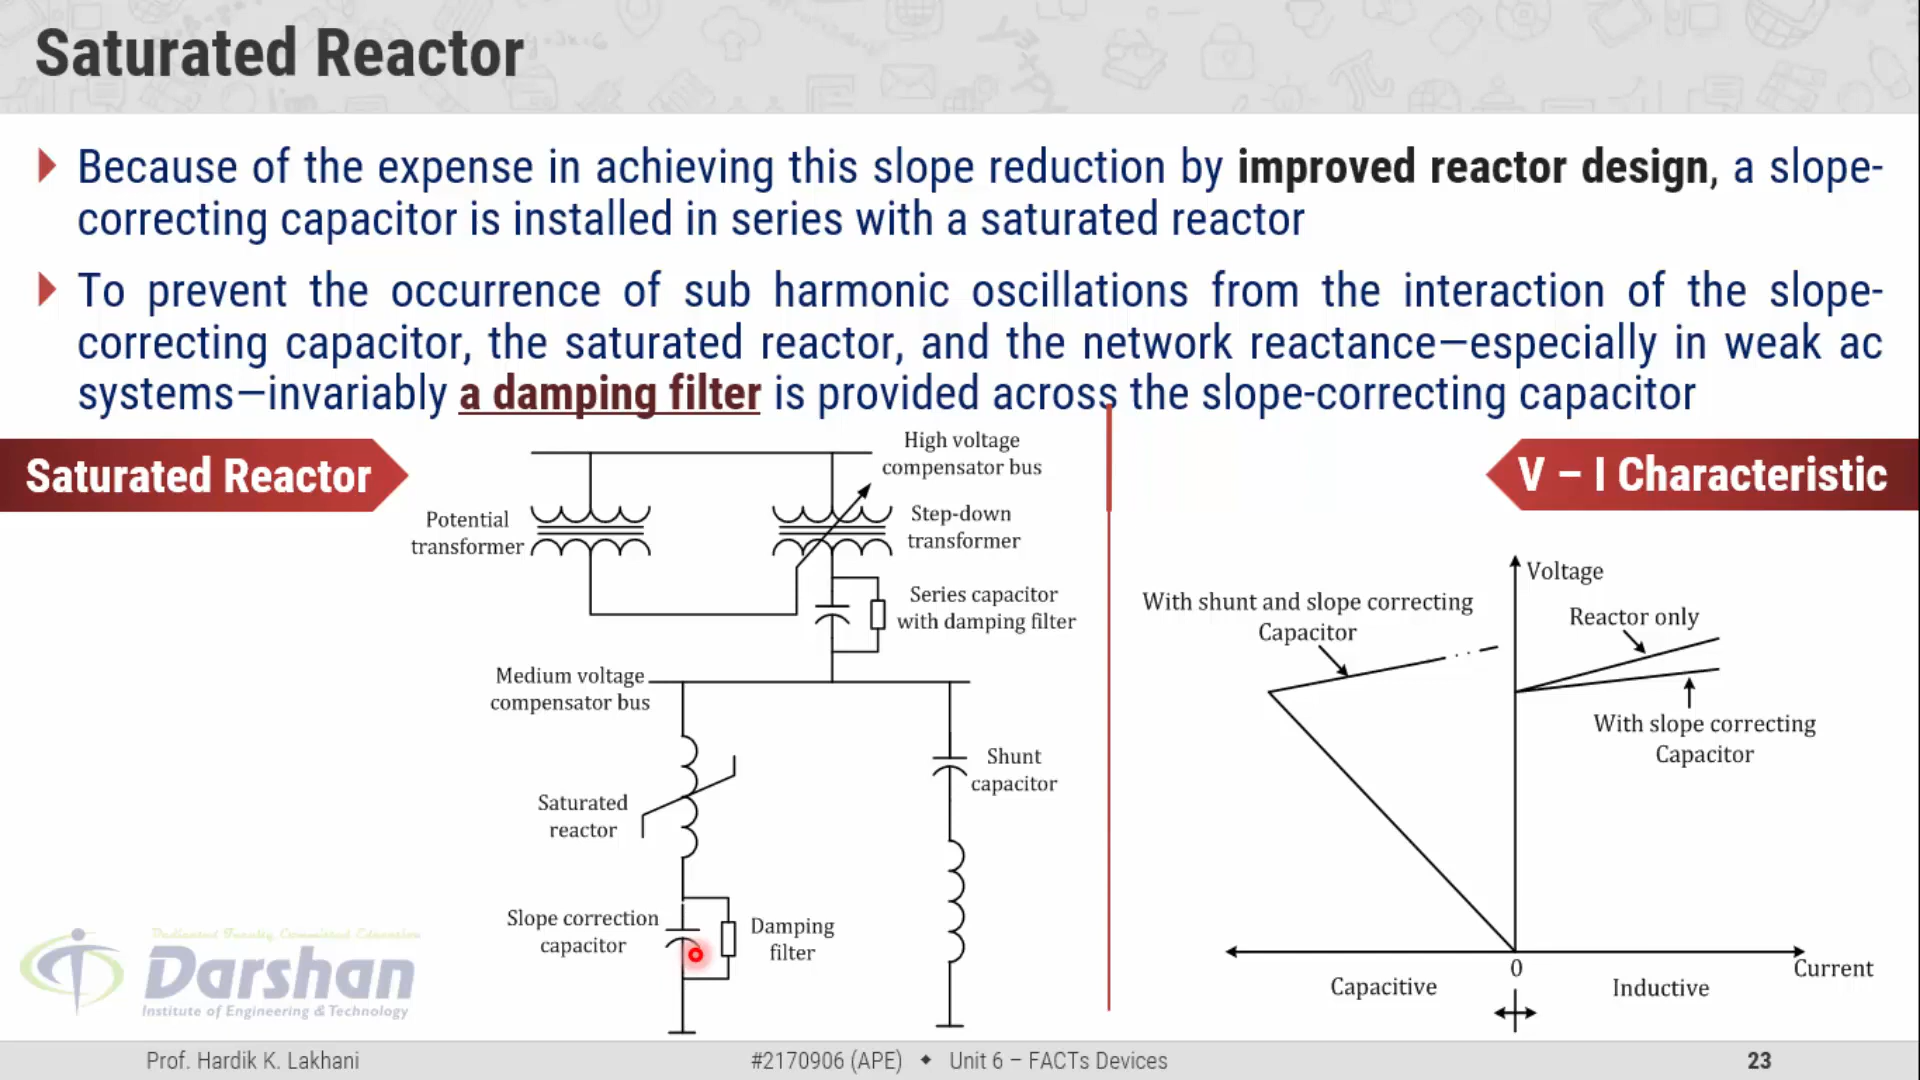 Saturated Reactor
Because of the expense in achieving this slope reduction by improved reactor design, a slope-
correcting capacitor is installed in series with a saturated reactor
To prevent the occurrence of sub harmonic oscillations from the interaction of the slope-
correcting capacitor, the saturated reactor, and the network reactance—especially in weak ac
systems—invariably a damping filter is provided across the slope-correcting capacitor
Saturated Reactor
High voltage
compensator bus
Potential
transformer
Step-down
transformer
Series capacitor
with damping filter
Medium voltage
compensator bus
Saturated
reactor
Shunt
capacitor
Slope correction
capacitor
Damping
filter
V – I Characteristic
Voltage
With shunt and slope correcting
Capacitor
Reactor only
With slope correcting
Capacitor
0
Current
Capacitive
Inductive
Dedicated Faculty, Committed Education
Darshan
Institute of Engineering & Technology
Prof. Hardik K. Lakhani
#2170906 (APE) ◆ Unit 6 – FACTs Devices
23